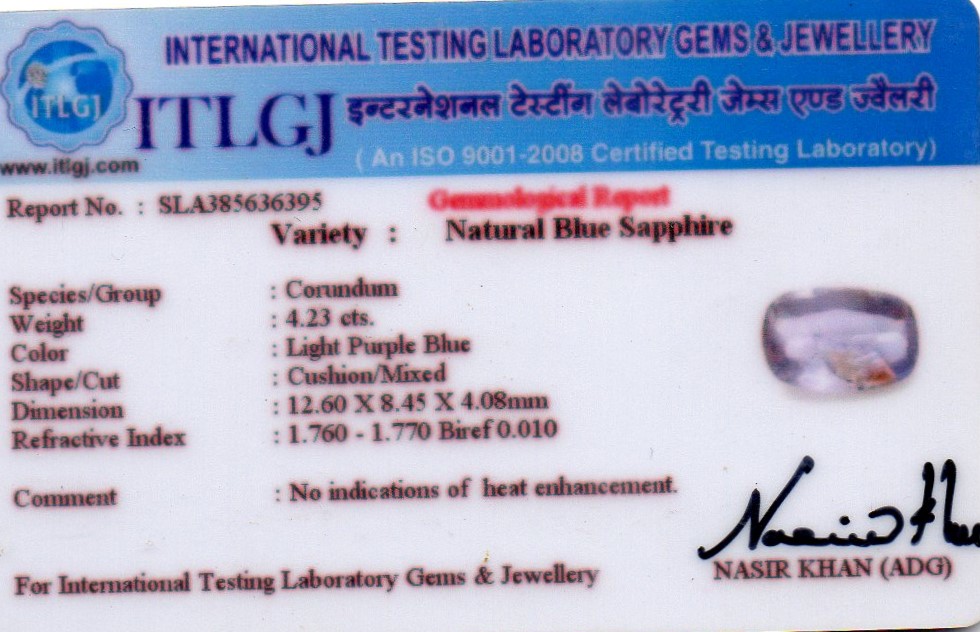 INTERNATIONAL TESTING LABORATORY GEMS & JEWELLERY
ITLGJ
ITLGJ इन्टरनेशनल टेस्टींग लेबोरेट्ररी जेम्स एण्ड ज्वैलरी
www.itlgj.com
( An ISO 9001-2008 Certified Testing Laboratory)
Report No. : SLA385636395
Gemmological Report
Variety : Natural Blue Sapphire
Species/Group : Corundum
Weight : 4.23 cts.
Color : Light Purple Blue
Shape/Cut : Cushion/Mixed
Dimension : 12.60 X 8.45 X 4.08mm
Refractive Index : 1.760 - 1.770 Biref 0.010
Comment : No indications of heat enhancement.
For International Testing Laboratory Gems & Jewellery
NASIR KHAN (ADG)